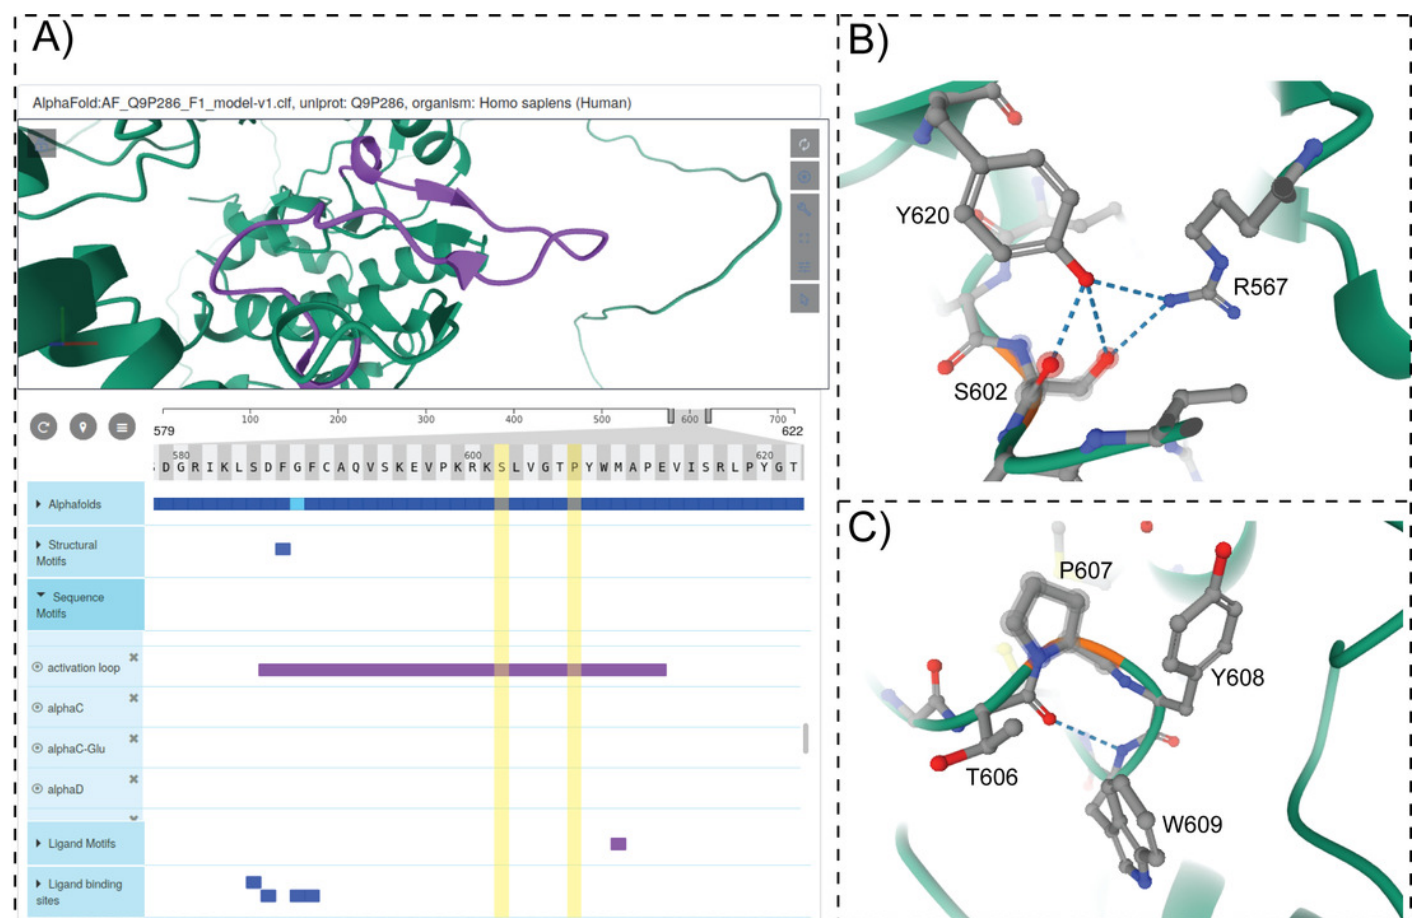 A)
AlphaFold:AF_Q9P286_F1_model-v1.cif, uniprot: Q9P286, organism: Homo sapiens (Human)
100 200 300 400 500 600 700
579 622
580 600 620
D G R I K L S D F G F C A Q V S K E V P K R K S L V G T P Y W M A P E V I S R L P Y G T
Alphafolds
Structural
Motifs
Sequence
Motifs
activation loop
alphaC
alphaC-Glu
alphaD
Ligand Motifs
Ligand binding
sites
B)
Y620
R567
S602
C)
P607
Y608
T606
W609